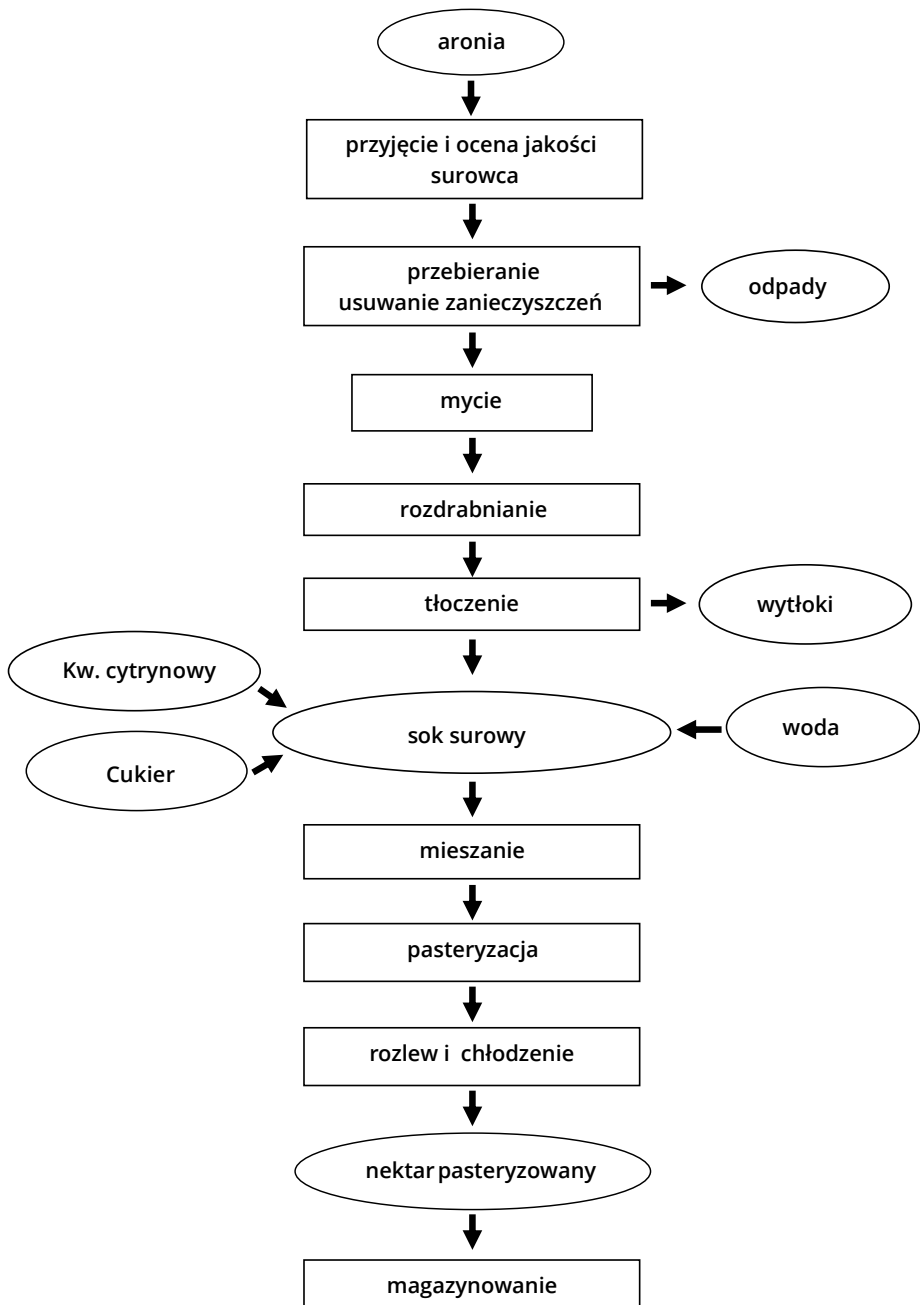 aronia
przyjęcie i ocena jakości
surowca
przebieranie
usuwanie zanieczyszczeń
odpady
mycie
rozdrabnianie
tłoczenie
wytłoki
Kw. cytrynowy
sok surowy
woda
Cukier
mieszanie
pasteryzacja
rozlew i chłodzenie
nektar pasteryzowany
magazynowanie